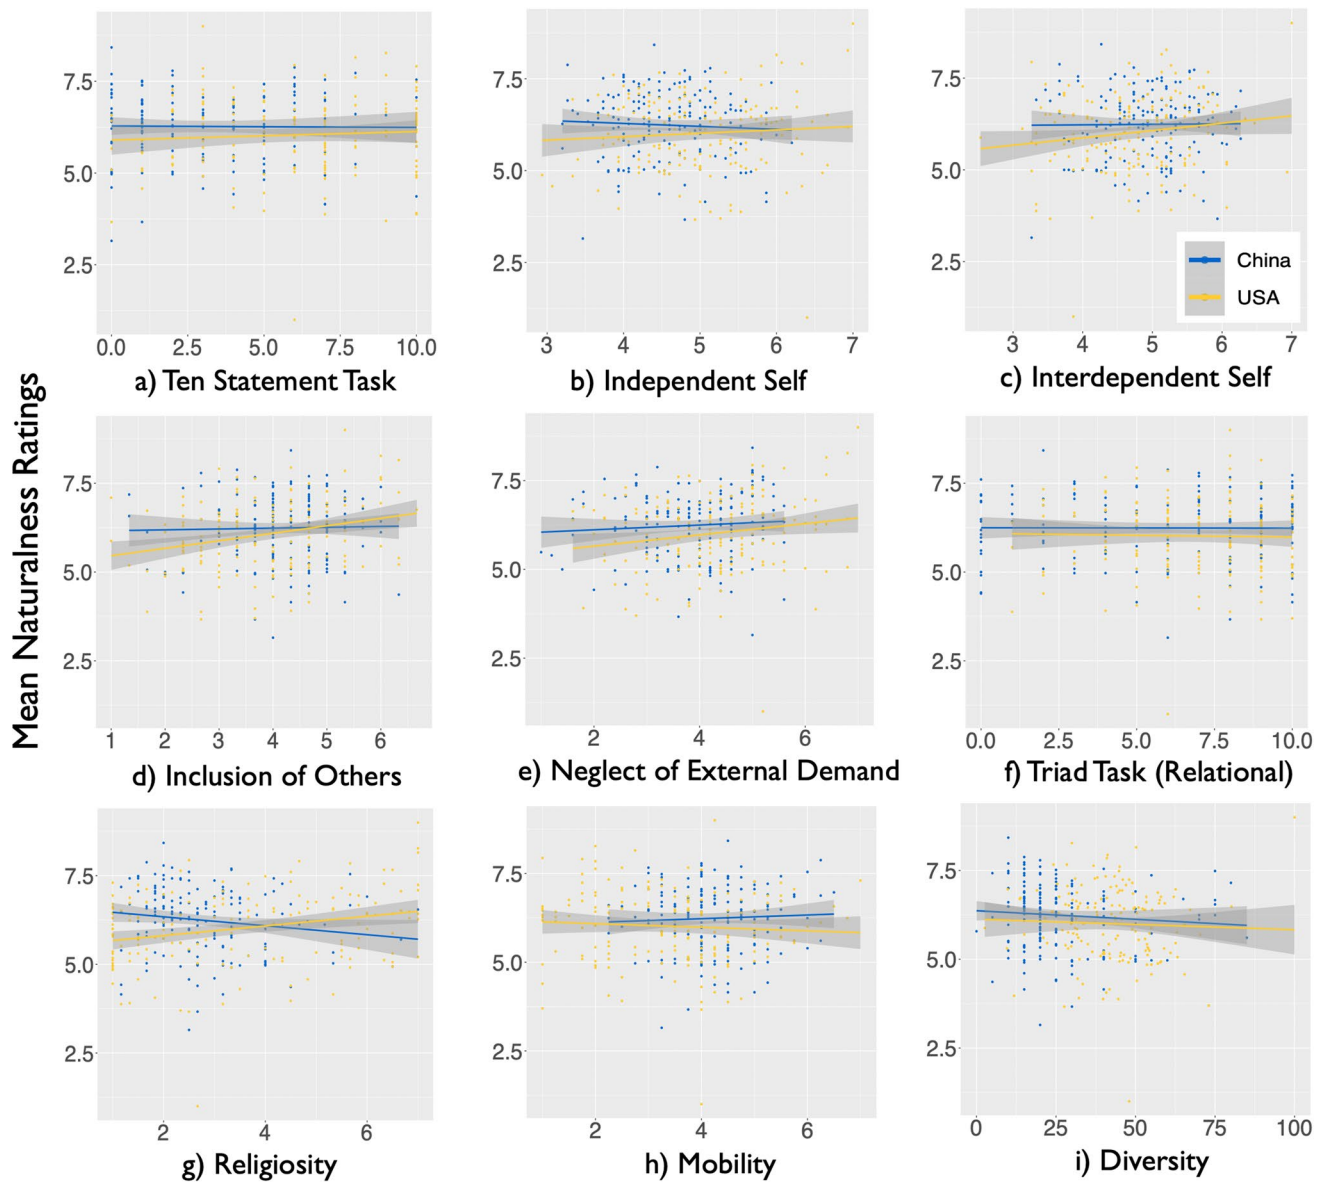 7.5
5.0
2.5
0.0 2.5 5.0 7.5 10.0
a) Ten Statement Task
7.5
5.0
2.5
3 4 5 6 7
b) Independent Self
7.5
5.0
2.5
China
USA
3 4 5 6 7
c) Interdependent Self
Mean Naturalness Ratings
7.5
5.0
2.5
1 2 3 4 5 6
d) Inclusion of Others
7.5
5.0
2.5
2 4 6
e) Neglect of External Demand
7.5
5.0
2.5
0.0 2.5 5.0 7.5 10.0
f) Triad Task (Relational)
7.5
5.0
2.5
2 4 6
g) Religiosity
7.5
5.0
2.5
2 4 6
h) Mobility
7.5
5.0
2.5
0 25 50 75 100
i) Diversity